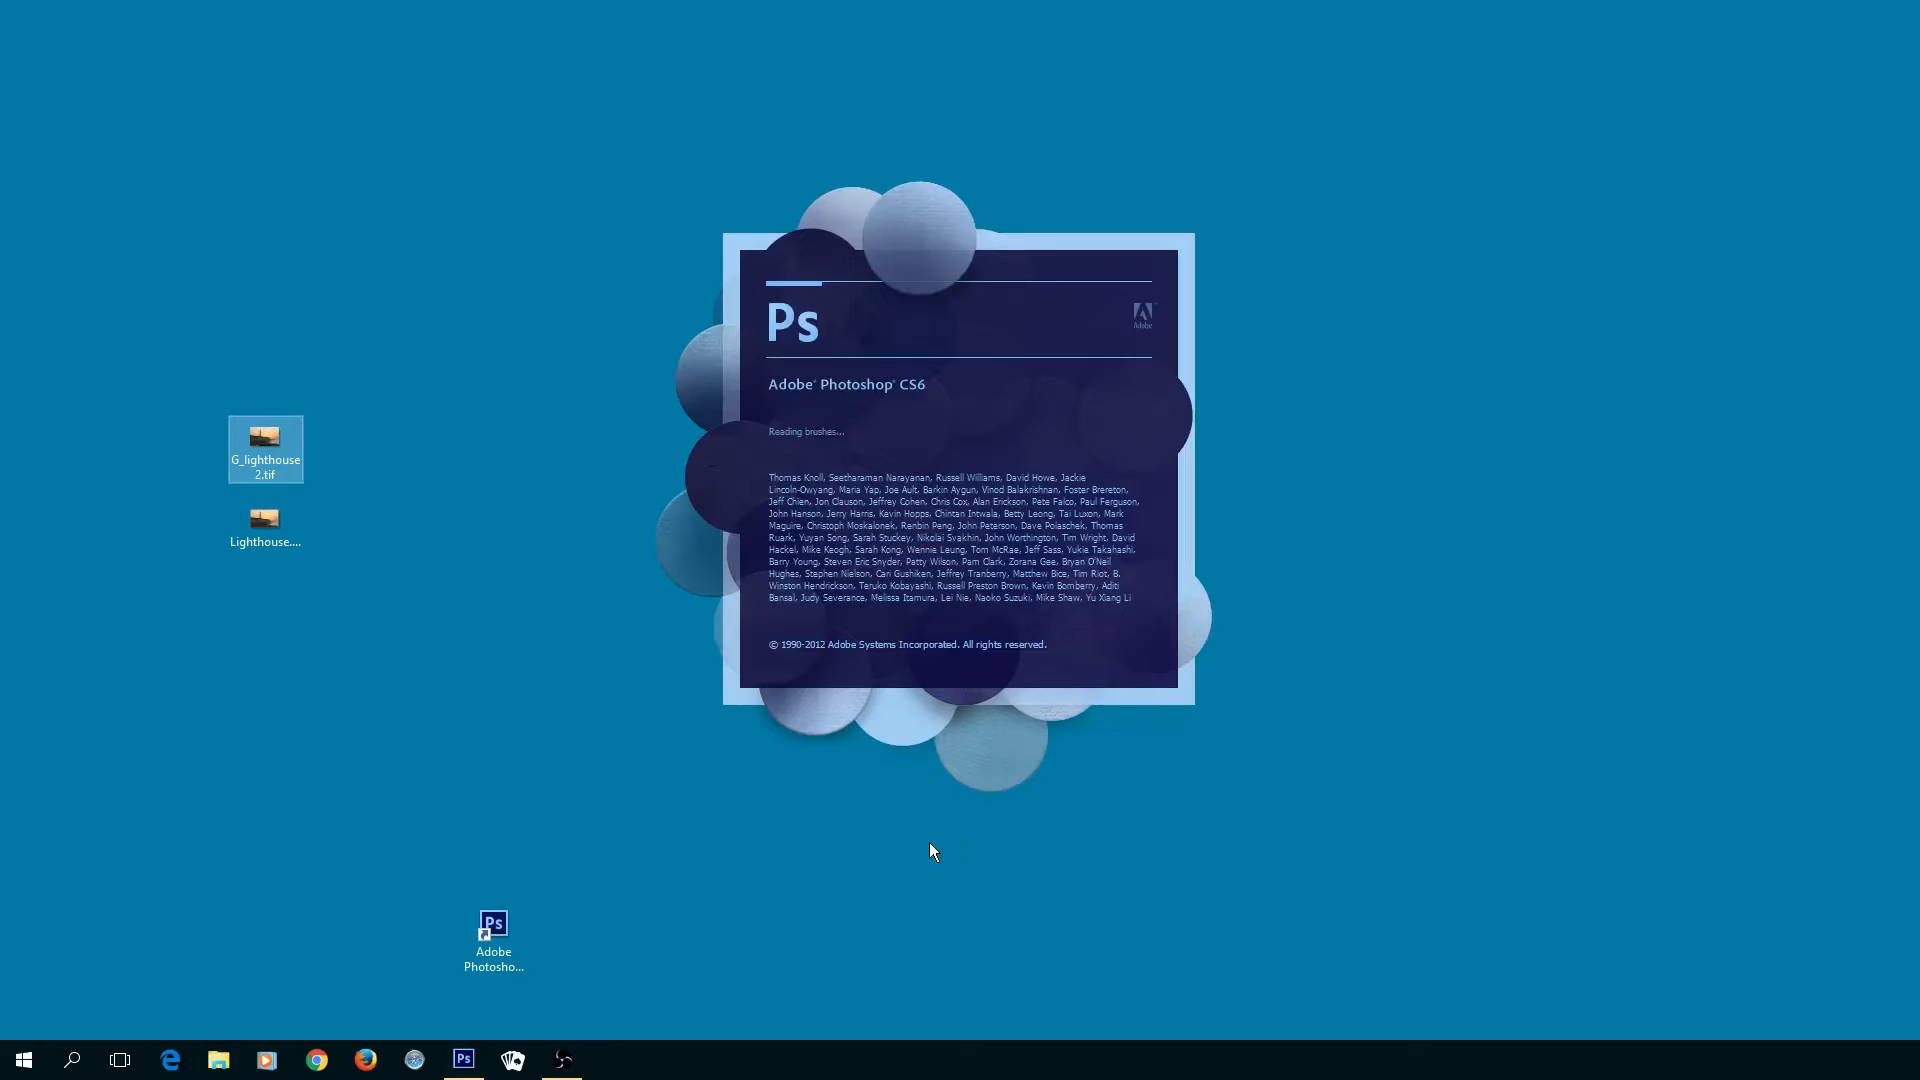 Ps
Adobe
Adobe® Photoshop® CS6
Reading brushes...
Thomas Knoll, Seetharaman Narayanan, Russell Williams, David Howe, Jackie
Lincoln-Owyang, Maria Yap, Joe Ault, Barkin Aygun, Vinod Balakrishnan, Foster Brereton,
Jeff Chien, Jon Clauson, Jeffrey Cohen, Chris Cox, Alan Erickson, Pete Falco, Paul Ferguson,
John Hanson, Jerry Harris, Kevin Hopps, Chintan Intwala, Betty Leong, Tai Luxon, Mark
Maguire, Christoph Moskalonek, Renbin Peng, John Peterson, Dave Polaschek, Thomas
Ruark, Yuyan Song, Sarah Stuckey, Nikolai Svakhin, John Worthington, Tim Wright, David
Hackel, Mike Keogh, Sarah Kong, Wennie Leung, Tom McRae, Jeff Sass, Yukie Takahashi,
Barry Young, Steven Eric Snyder, Patty Wilson, Pam Clark, Zorana Gee, Bryan O'Neil
Hughes, Stephen Nielson, Cari Gushiken, Jeffrey Tranberry, Matthew Bice, Tim Riot, B.
Winston Hendrickson, Teruko Kobayashi, Russell Preston Brown, Kevin Bomberry, Aditi
Bansal, Judy Severance, Melissa Itamura, Lei Nie, Naoko Suzuki, Mike Shaw, Yu Xiang Li
© 1990-2012 Adobe Systems Incorporated. All rights reserved.
G_lighthouse
2.tif
Lighthouse....
Ps
Adobe
Photosho...
Ps